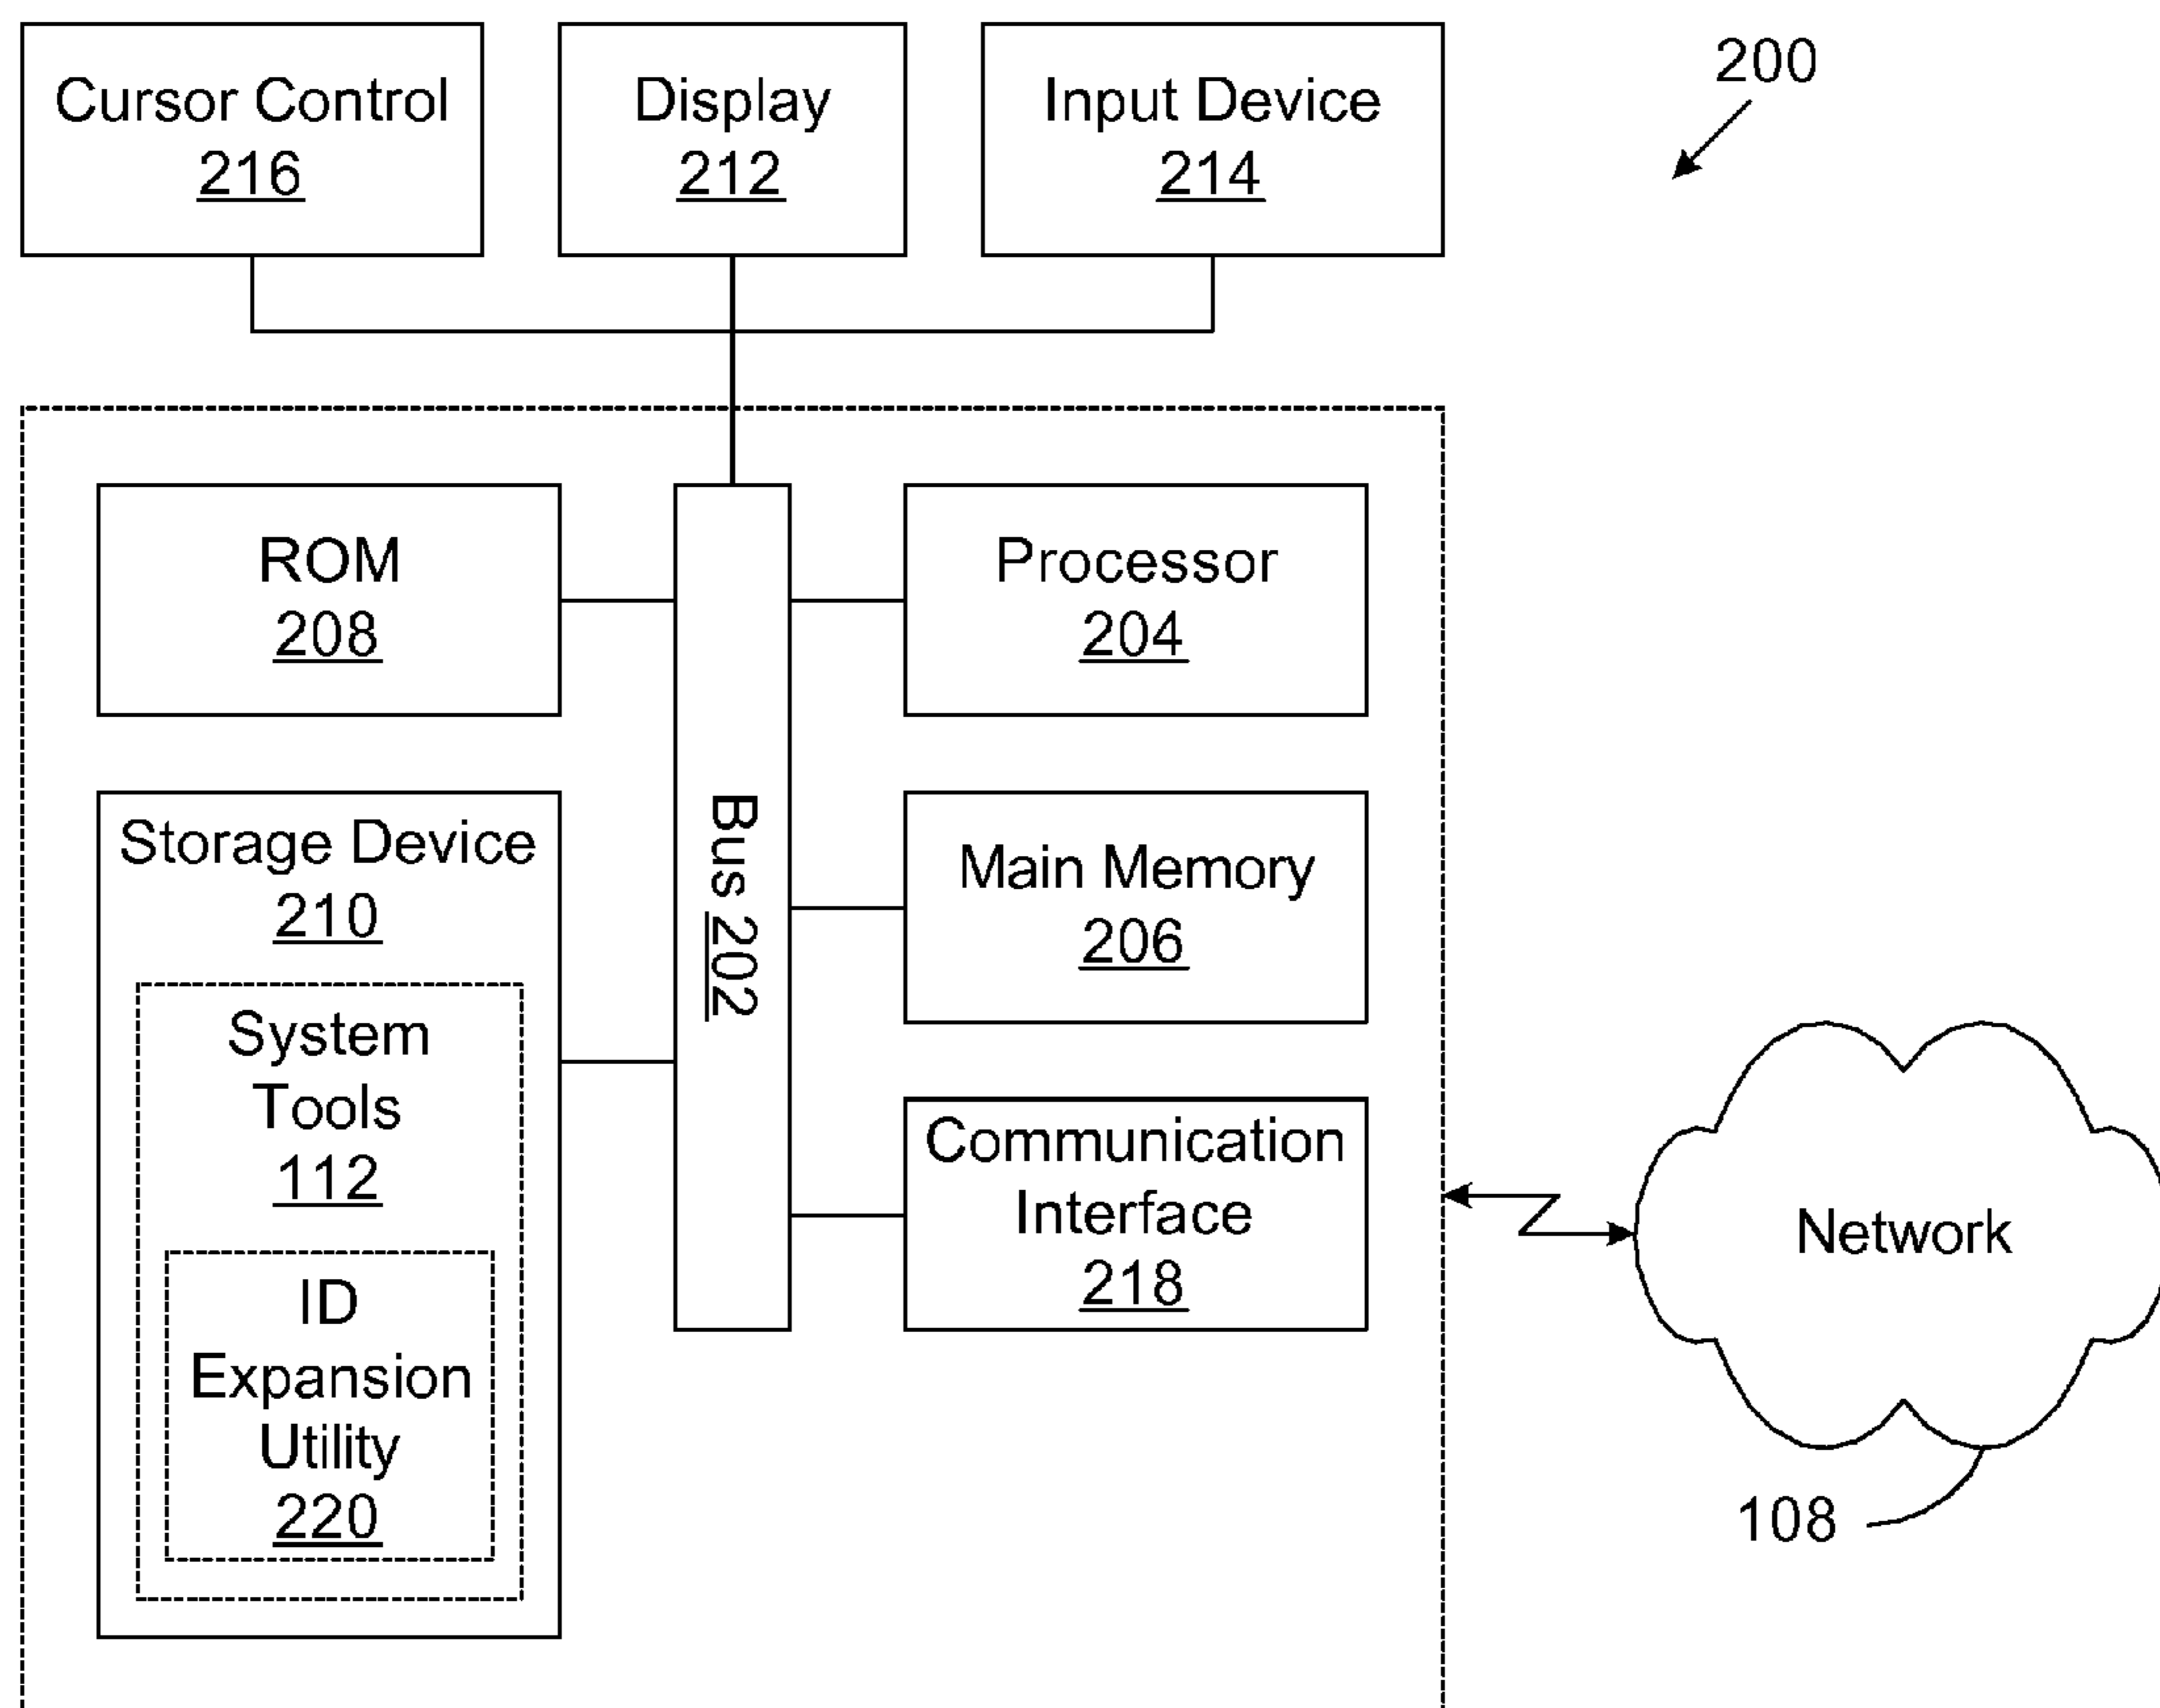 Cursor Control
216
Display
212
Input Device
214
200
ROM
208
Processor
204
Bus 202
Storage Device
210
Main Memory
206
System
Tools
112
Communication
Interface
218
ID
Expansion
Utility
220
Network
108